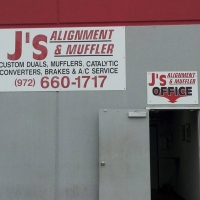 J'S ALIGNMENT
& MUFFLER
CUSTOM DUALS, MUFFLERS, CATALYTIC
CONVERTERS, BRAKES & A/C SERVICE
(972) 660-1717
J'S ALIGNMENT
& MUFFLER
OFFICE